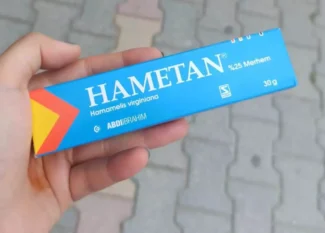 HAMETAN®
Hamamelis virginiana
%25 Merhem
ABDİİBRAHİM
30 g